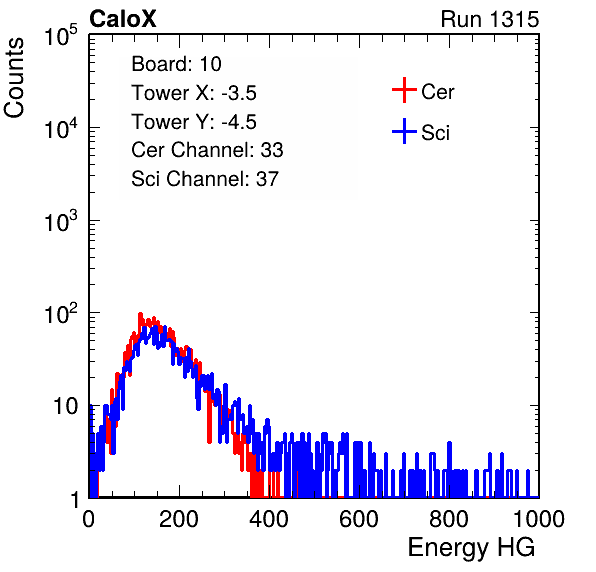 CaloX Run 1315
Counts
10^5
10^4
10^3
10^2
10
1
Board: 10
Tower X: -3.5
Tower Y: -4.5
Cer Channel: 33
Sci Channel: 37
Cer
Sci
0 200 400 600 800 1000
Energy HG